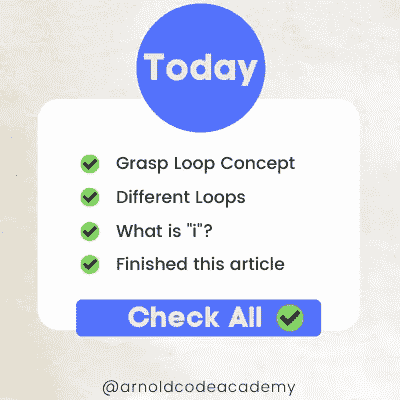 Today
Grasp Loop Concept
Different Loops
What is "i"?
Finished this article
Check All
@arnoldcodeacademy